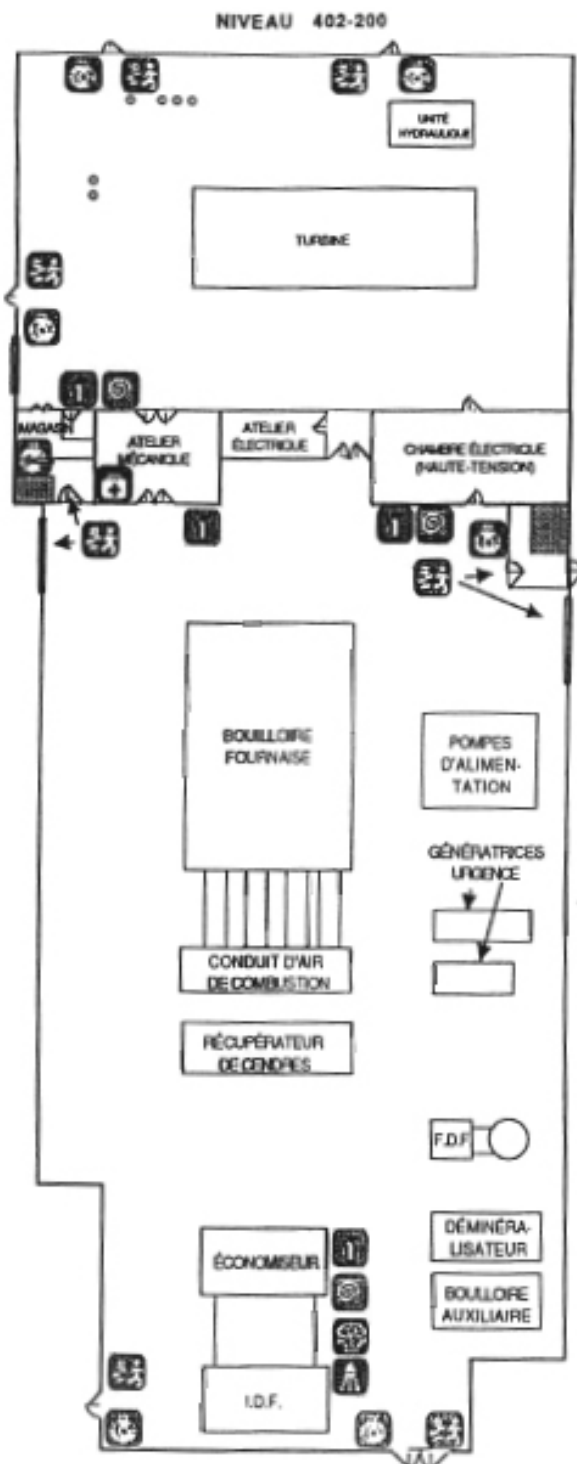 NIVEAU 402-200
UNITÉ
HYDRAULIQUE
TURBINE
MAGASIN
ATELIER
MÉCANIQUE
ATELIER
ÉLECTRIQUE
CHAMBRE ÉLECTRIQUE
(HAUTE-TENSION)
BOUILLOIRE
FOURNAISE
POMPES
D'ALIMEN-
TATION
GÉNÉRATRICES
URGENCE
CONDUIT D'AIR
DE COMBUSTION
RÉCUPÉRATEUR
DE CENDRES
F.D.F
ÉCONOMISEUR
DÉMINÉRA-
LISATEUR
BOULLOIRE
AUXILIAIRE
I.D.F.